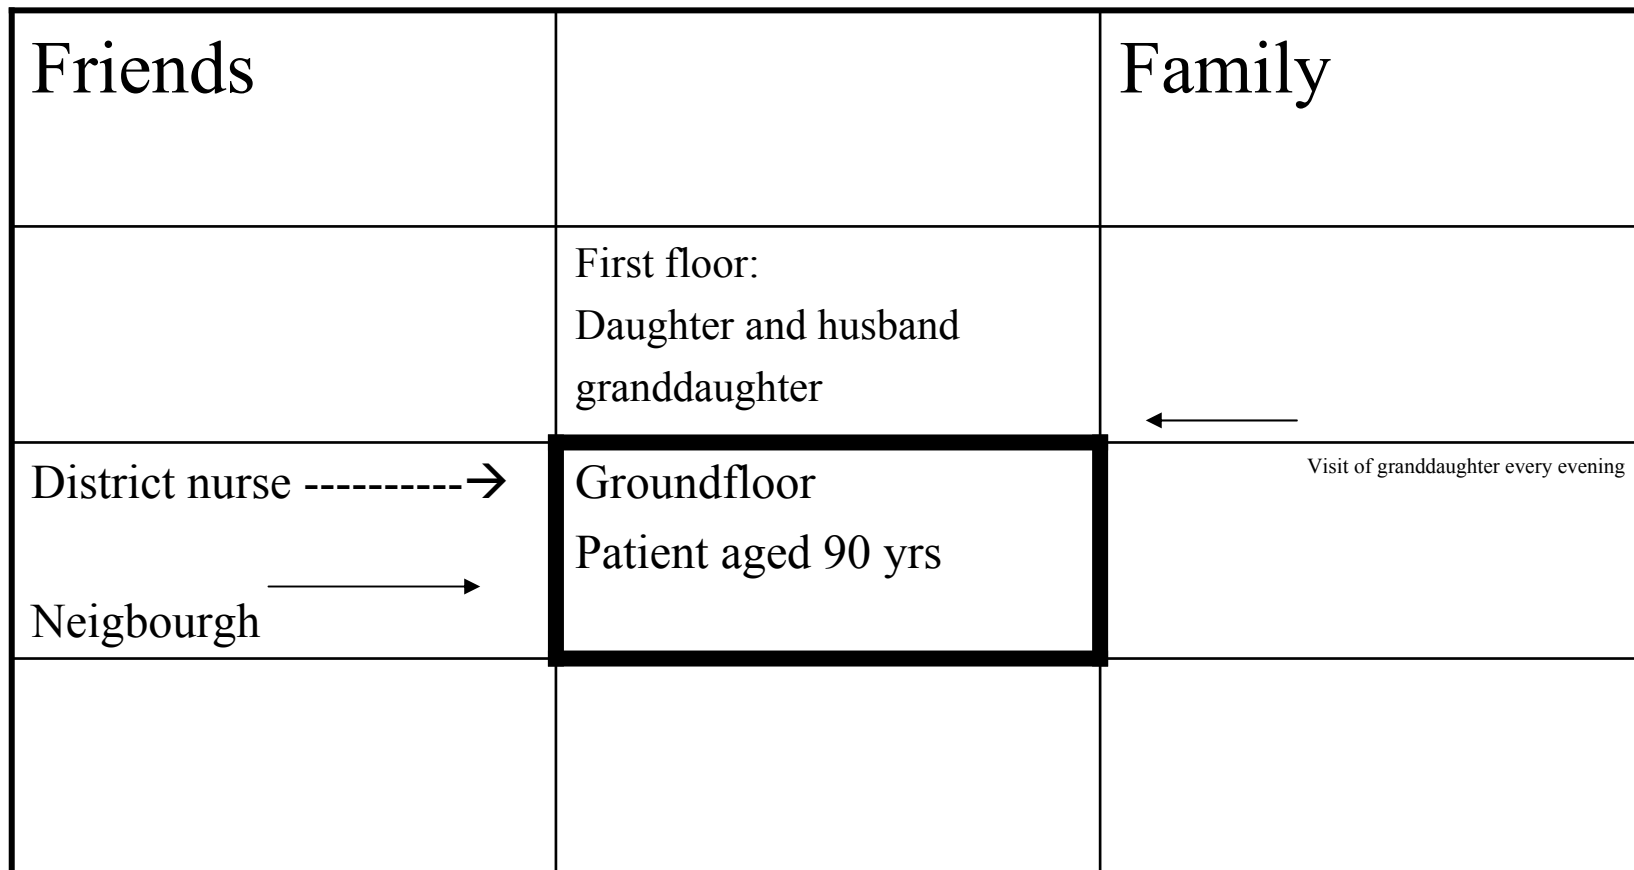 Friends
Family
First floor:
Daughter and husband
granddaughter
District nurse ----------→
Groundfloor
Visit of granddaughter every evening
Patient aged 90 yrs
Neigbourgh